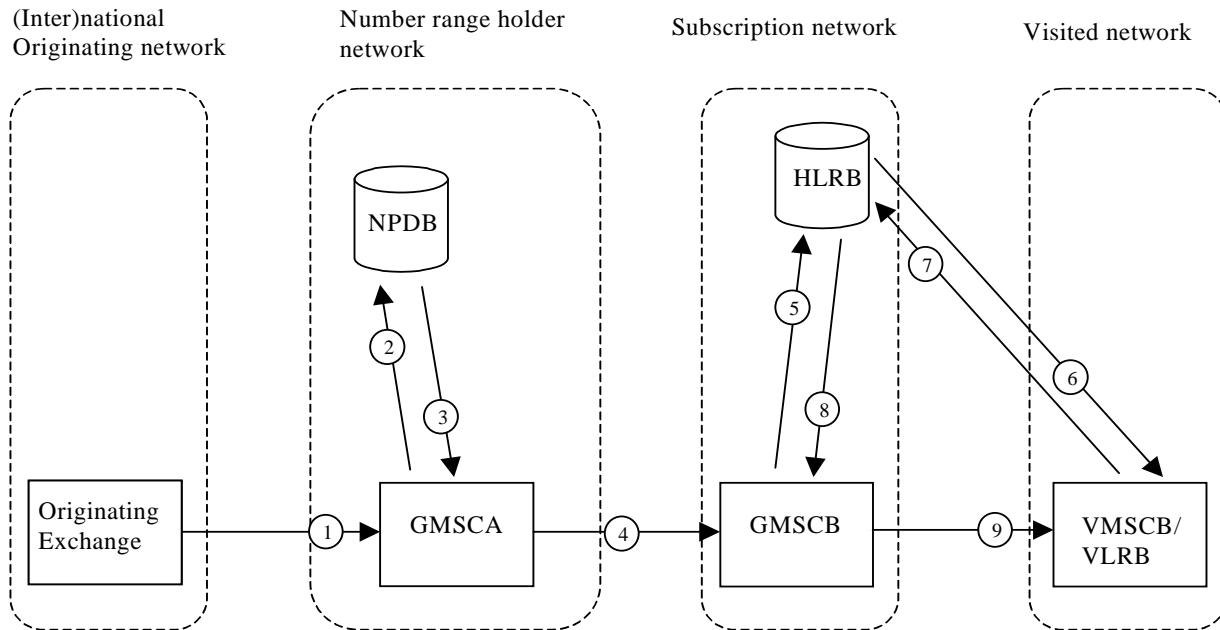 (Inter)national
Originating network
Number range holder
network
Subscription network
Visited network
NPDB
HLRB
2
3
5
8
7
6
Originating
Exchange
1
GMSCA
4
GMSCB
9
VMSCB/
VLRB